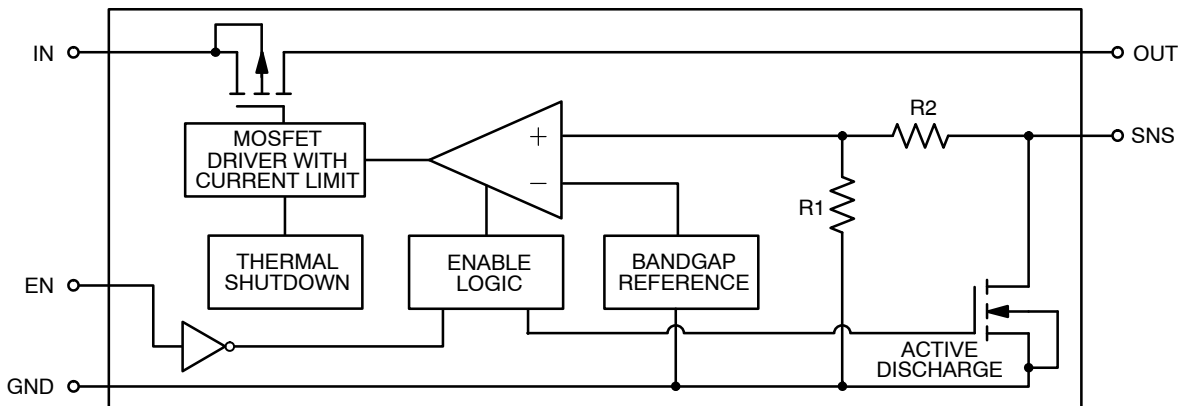 IN
OUT
R2
SNS
+
MOSFET
DRIVER WITH
CURRENT LIMIT
−
R1
THERMAL
SHUTDOWN
ENABLE
LOGIC
BANDGAP
REFERENCE
EN
ACTIVE
DISCHARGE
GND